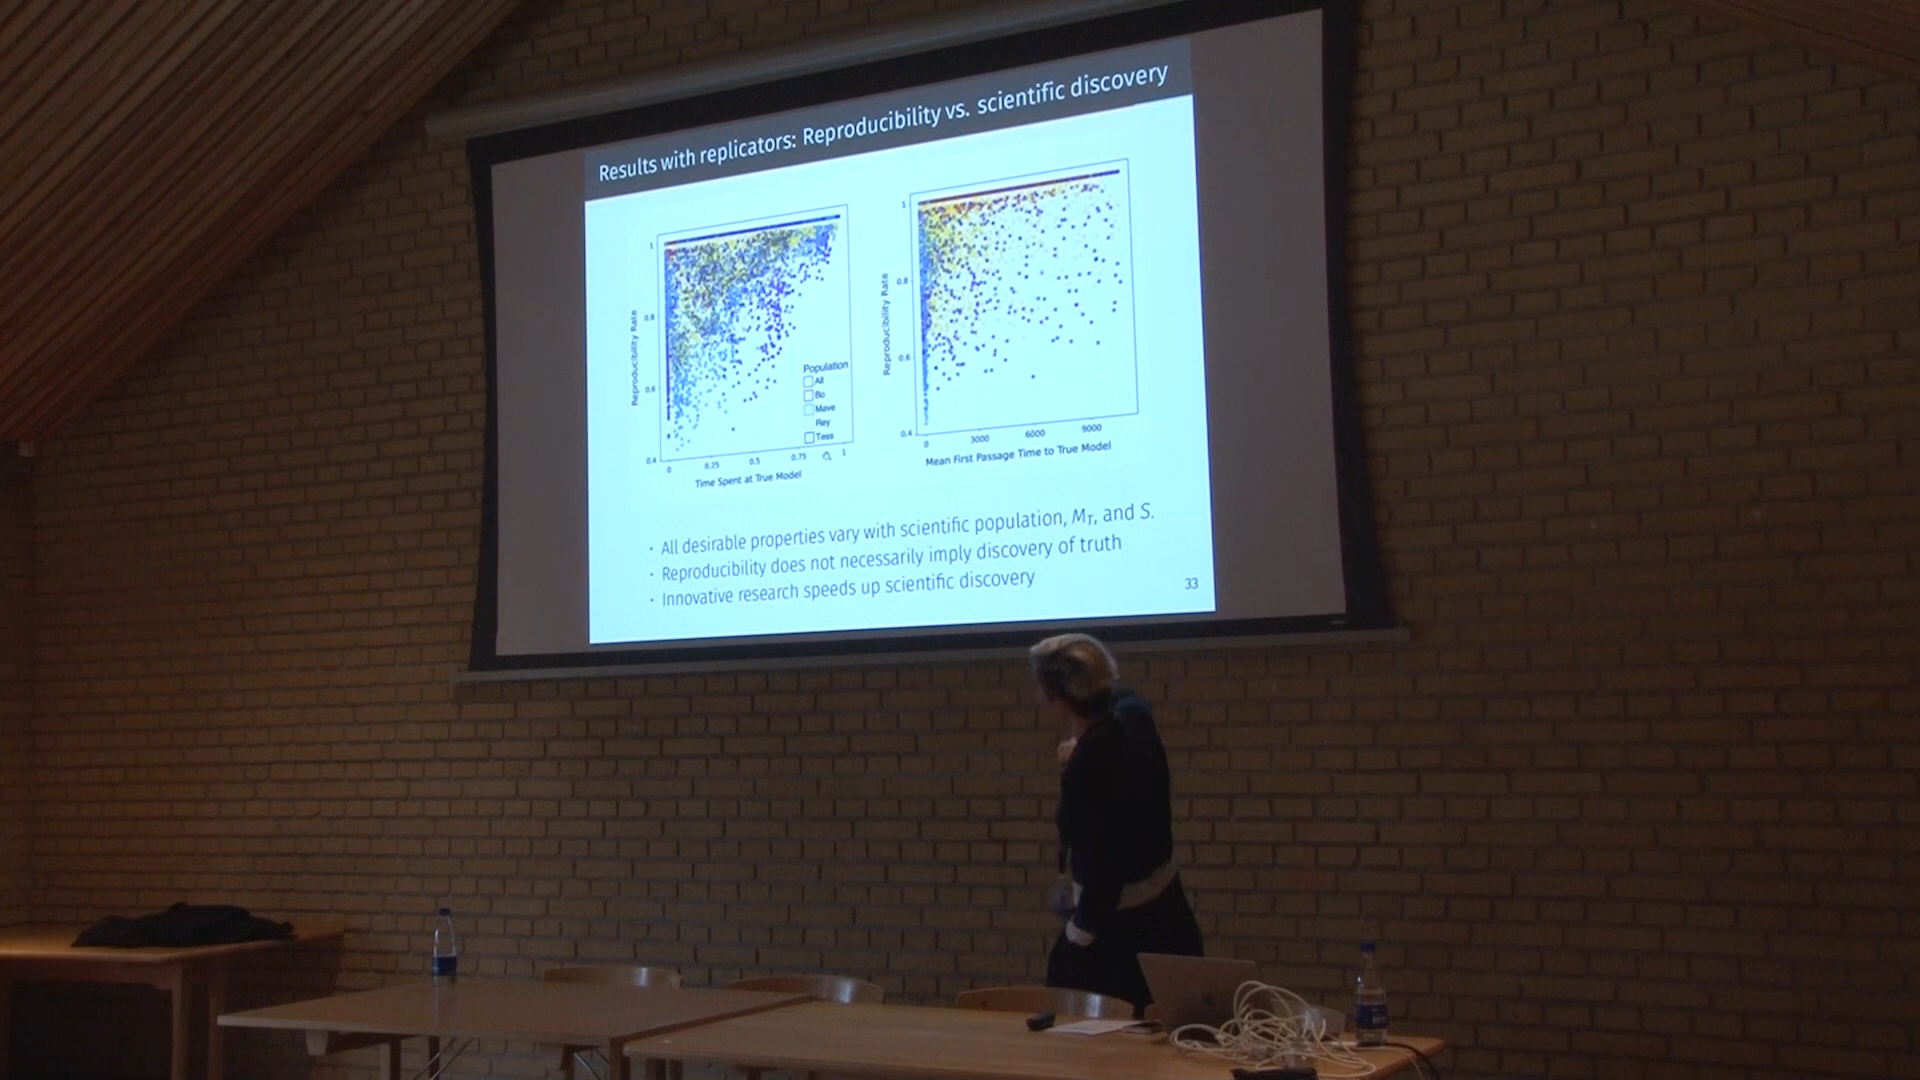 Results with replicators: Reproducibility vs. scientific discovery
1
0.8
0.6
0.4
Reproducibility Rate
0
0.25
0.5
0.75
1
Time Spent at True Model
Population
All
Bo
Mave
Rey
Tess
1
0.8
0.6
0.4
Reproducibility Rate
0
3000
6000
9000
Mean First Passage Time to True Model
· All desirable properties vary with scientific population, M_T, and S.
· Reproducibility does not necessarily imply discovery of truth
· Innovative research speeds up scientific discovery
33